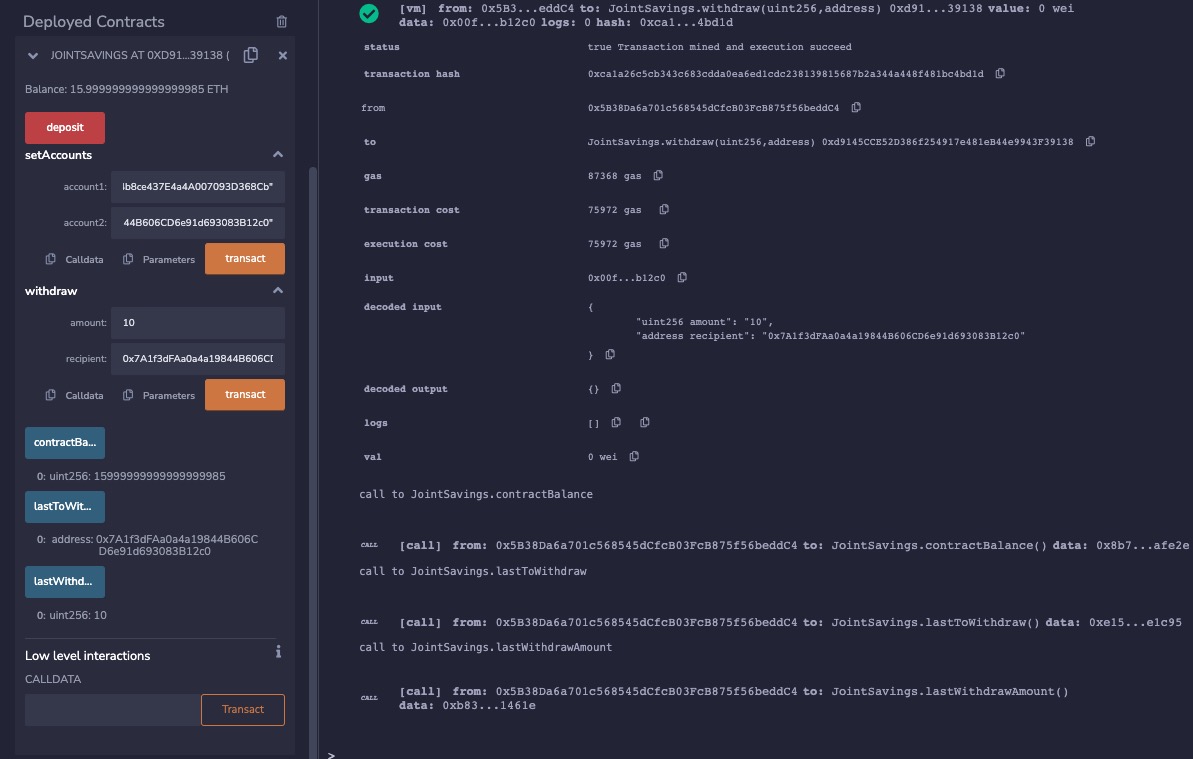 Deployed Contracts
JOINTSAVINGS AT 0XD91...39138 (
Balance: 15.999999999999999985 ETH
deposit
setAccounts
account1: ıb8ce437E4a4A007093D368Cb"
account2: 44B606CD6e91d693083B12c0"
Calldata Parameters transact
withdraw
amount: 10
recipient: 0x7A1f3dFAa0a4a19844B606CD
Calldata Parameters transact
contractBa...
0: uint256: 15999999999999999985
lastToWit...
0: address: 0x7A1f3dFAa0a4a19844B606C
D6e91d693083B12c0
lastWithd...
0: uint256: 10
Low level interactions i
CALLDATA
Transact
[vm] from: 0x5B3...eddC4 to: JointSavings.withdraw(uint256,address) 0xd91...39138 value: 0 wei
data: 0x00f...b12c0 logs: 0 hash: 0xca1...4bd1d
status true Transaction mined and execution succeed
transaction hash 0xca1a26c5cb343c683cdda0ea6ed1cdc238139815687b2a344a448f481bc4bd1d
from 0x5B38Da6a701c568545dCfcB03FcB875f56beddC4
to JointSavings.withdraw(uint256,address) 0xd9145CCE52D386f254917e481eB44e9943F39138
gas 87368 gas
transaction cost 75972 gas
execution cost 75972 gas
input 0x00f...b12c0
decoded input {
"uint256 amount": "10",
"address recipient": "0x7A1f3dFAa0a4a19844B606CD6e91d693083B12c0"
}
decoded output {}
logs []
val 0 wei
call to JointSavings.contractBalance
CALL [call] from: 0x5B38Da6a701c568545dCfcB03FcB875f56beddC4 to: JointSavings.contractBalance() data: 0x8b7...afe2e
call to JointSavings.lastToWithdraw
CALL [call] from: 0x5B38Da6a701c568545dCfcB03FcB875f56beddC4 to: JointSavings.lastToWithdraw() data: 0xe15...e1c95
call to JointSavings.lastWithdrawAmount
CALL [call] from: 0x5B38Da6a701c568545dCfcB03FcB875f56beddC4 to: JointSavings.lastWithdrawAmount()
data: 0xb83...1461e
>